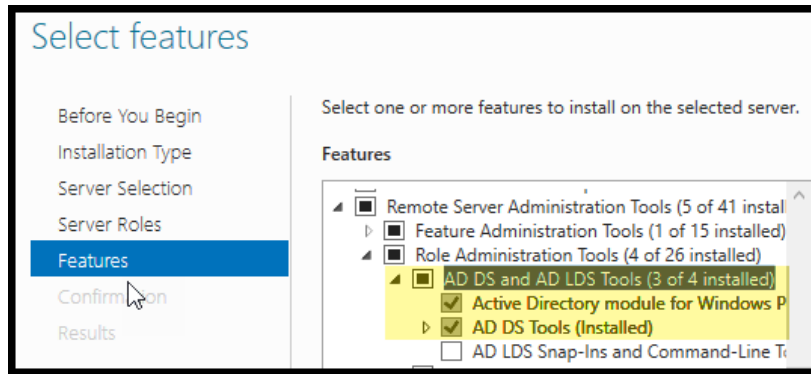 Select features
Before You Begin
Installation Type
Server Selection
Server Roles
Features
Confirmation
Results
Select one or more features to install on the selected server.
Features
Remote Server Administration Tools (5 of 41 instal
Feature Administration Tools (1 of 15 installed)
Role Administration Tools (4 of 26 installed)
AD DS and AD LDS Tools (3 of 4 installed)
Active Directory module for Windows P
AD DS Tools (Installed)
AD LDS Snap-Ins and Command-Line To